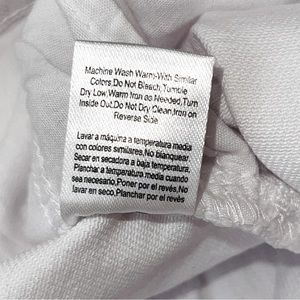 Machine Wash Warm-With Similar
Colors,Do Not Bleach,Tumble
Dry Low,Warm Iron as Needed,Turn
Inside Out.Do Not Dry Clean,Iron on
Reverse Side
Lavar a máquina a temperatura media
con colores similares,No blanquear
Secar en secadora a baja temperatura,
Planchar a temperatura media cuando
sea necesario,Poner por el revés,No
lavar en seco,Planchar por el revés